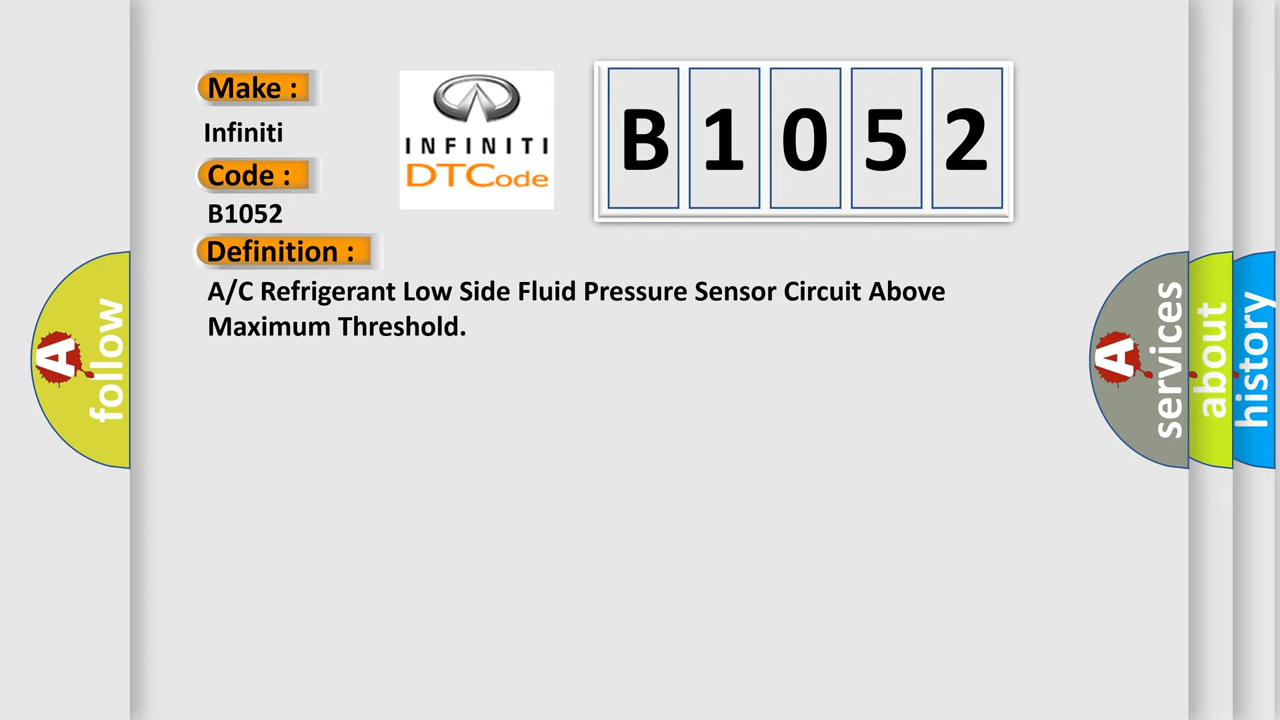 Make :
Infiniti
Code :
B1052
Definition :
A/C Refrigerant Low Side Fluid Pressure Sensor Circuit Above
Maximum Threshold.
INFINITI
DTCode
B1052
A follow
A services
about
history